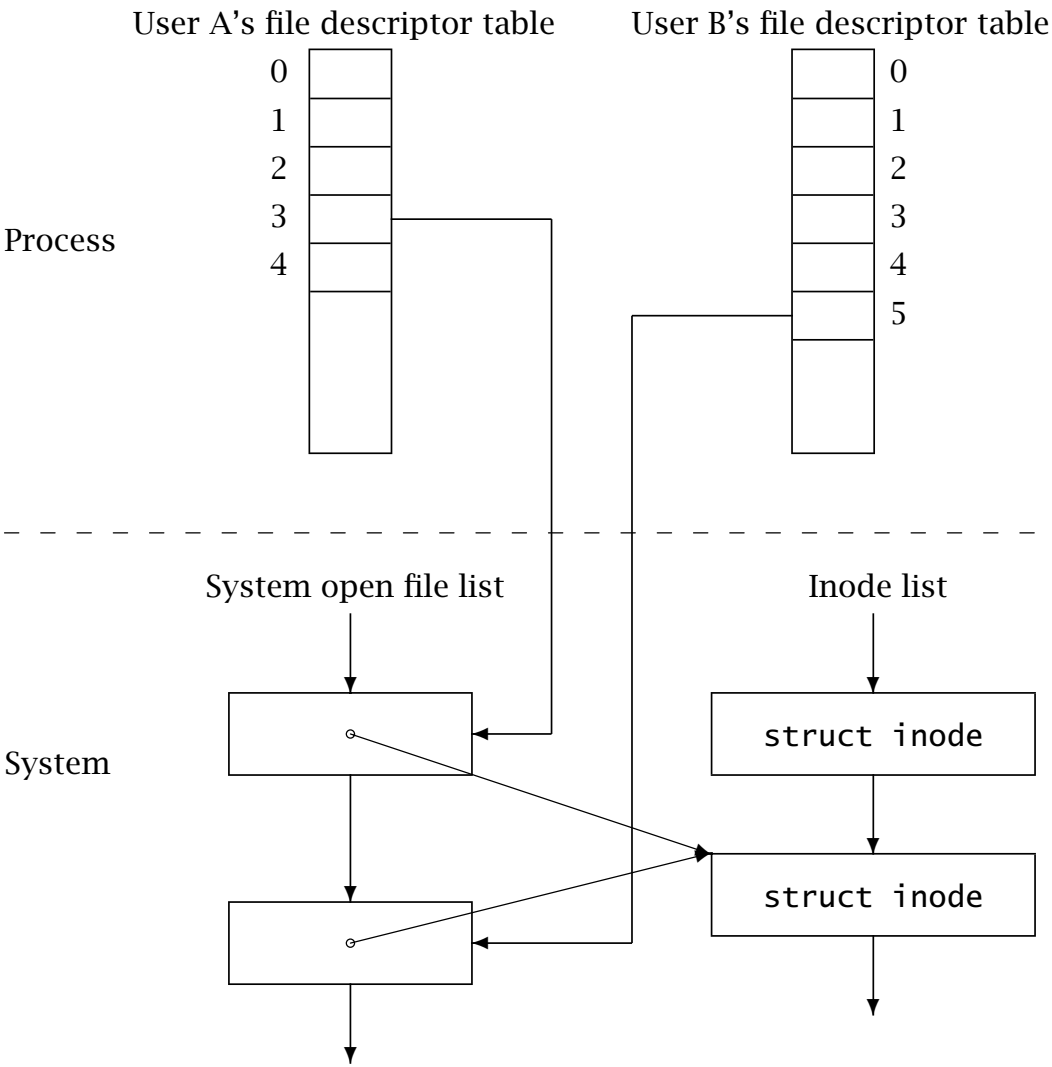 User A's file descriptor table
User B's file descriptor table
0
1
2
3
4
0
1
2
3
4
5
Process
System open file list
Inode list
struct inode
System
struct inode